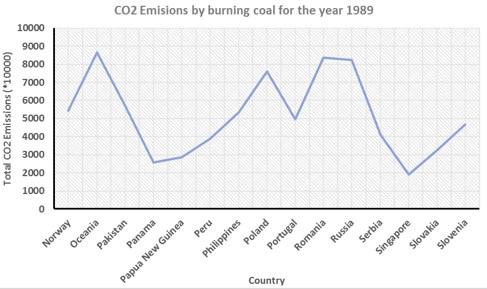 CO2 Emisions by burning coal for the year 1989
Total CO2 Emissions (*10000)
10000
9000
8000
7000
6000
5000
4000
3000
2000
1000
0
Norway
Oceania
Pakistan
Panama
Papua New Guinea
Peru
Philippines
Poland
Portugal
Romania
Russia
Serbia
Singapore
Slovakia
Slovenia
Country